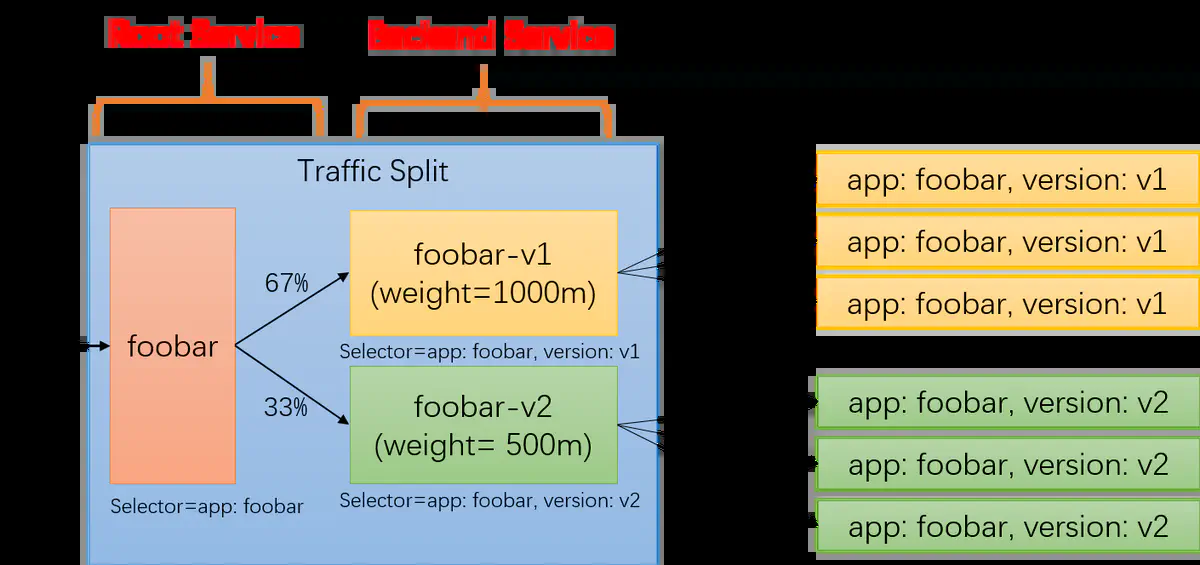 Root Service
Backend Service
Traffic Split
foobar
67%
33%
foobar-v1
(weight=1000m)
Selector=app: foobar, version: v1
foobar-v2
(weight= 500m)
Selector=app: foobar, version: v2
Selector=app: foobar
app: foobar, version: v1
app: foobar, version: v1
app: foobar, version: v1
app: foobar, version: v2
app: foobar, version: v2
app: foobar, version: v2